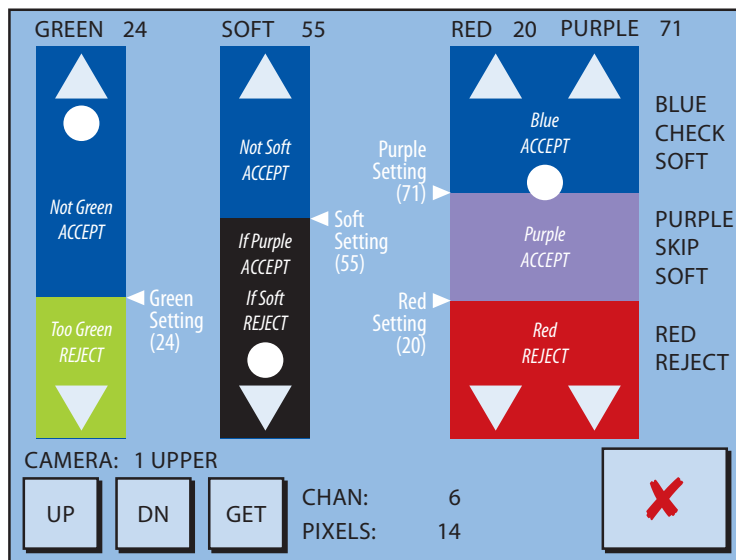 GREEN 24 SOFT 55 RED 20 PURPLE 71
Not Green
ACCEPT
Too Green
REJECT
Green
Setting
(24)
Not Soft
ACCEPT
If Purple
ACCEPT
If Soft
REJECT
Soft
Setting
(55)
Purple
Setting
(71)
Red
Setting
(20)
Blue
ACCEPT
Purple
ACCEPT
Red
REJECT
BLUE
CHECK
SOFT
PURPLE
SKIP
SOFT
RED
REJECT
CAMERA: 1 UPPER
UP DN GET
CHAN: 6
PIXELS: 14